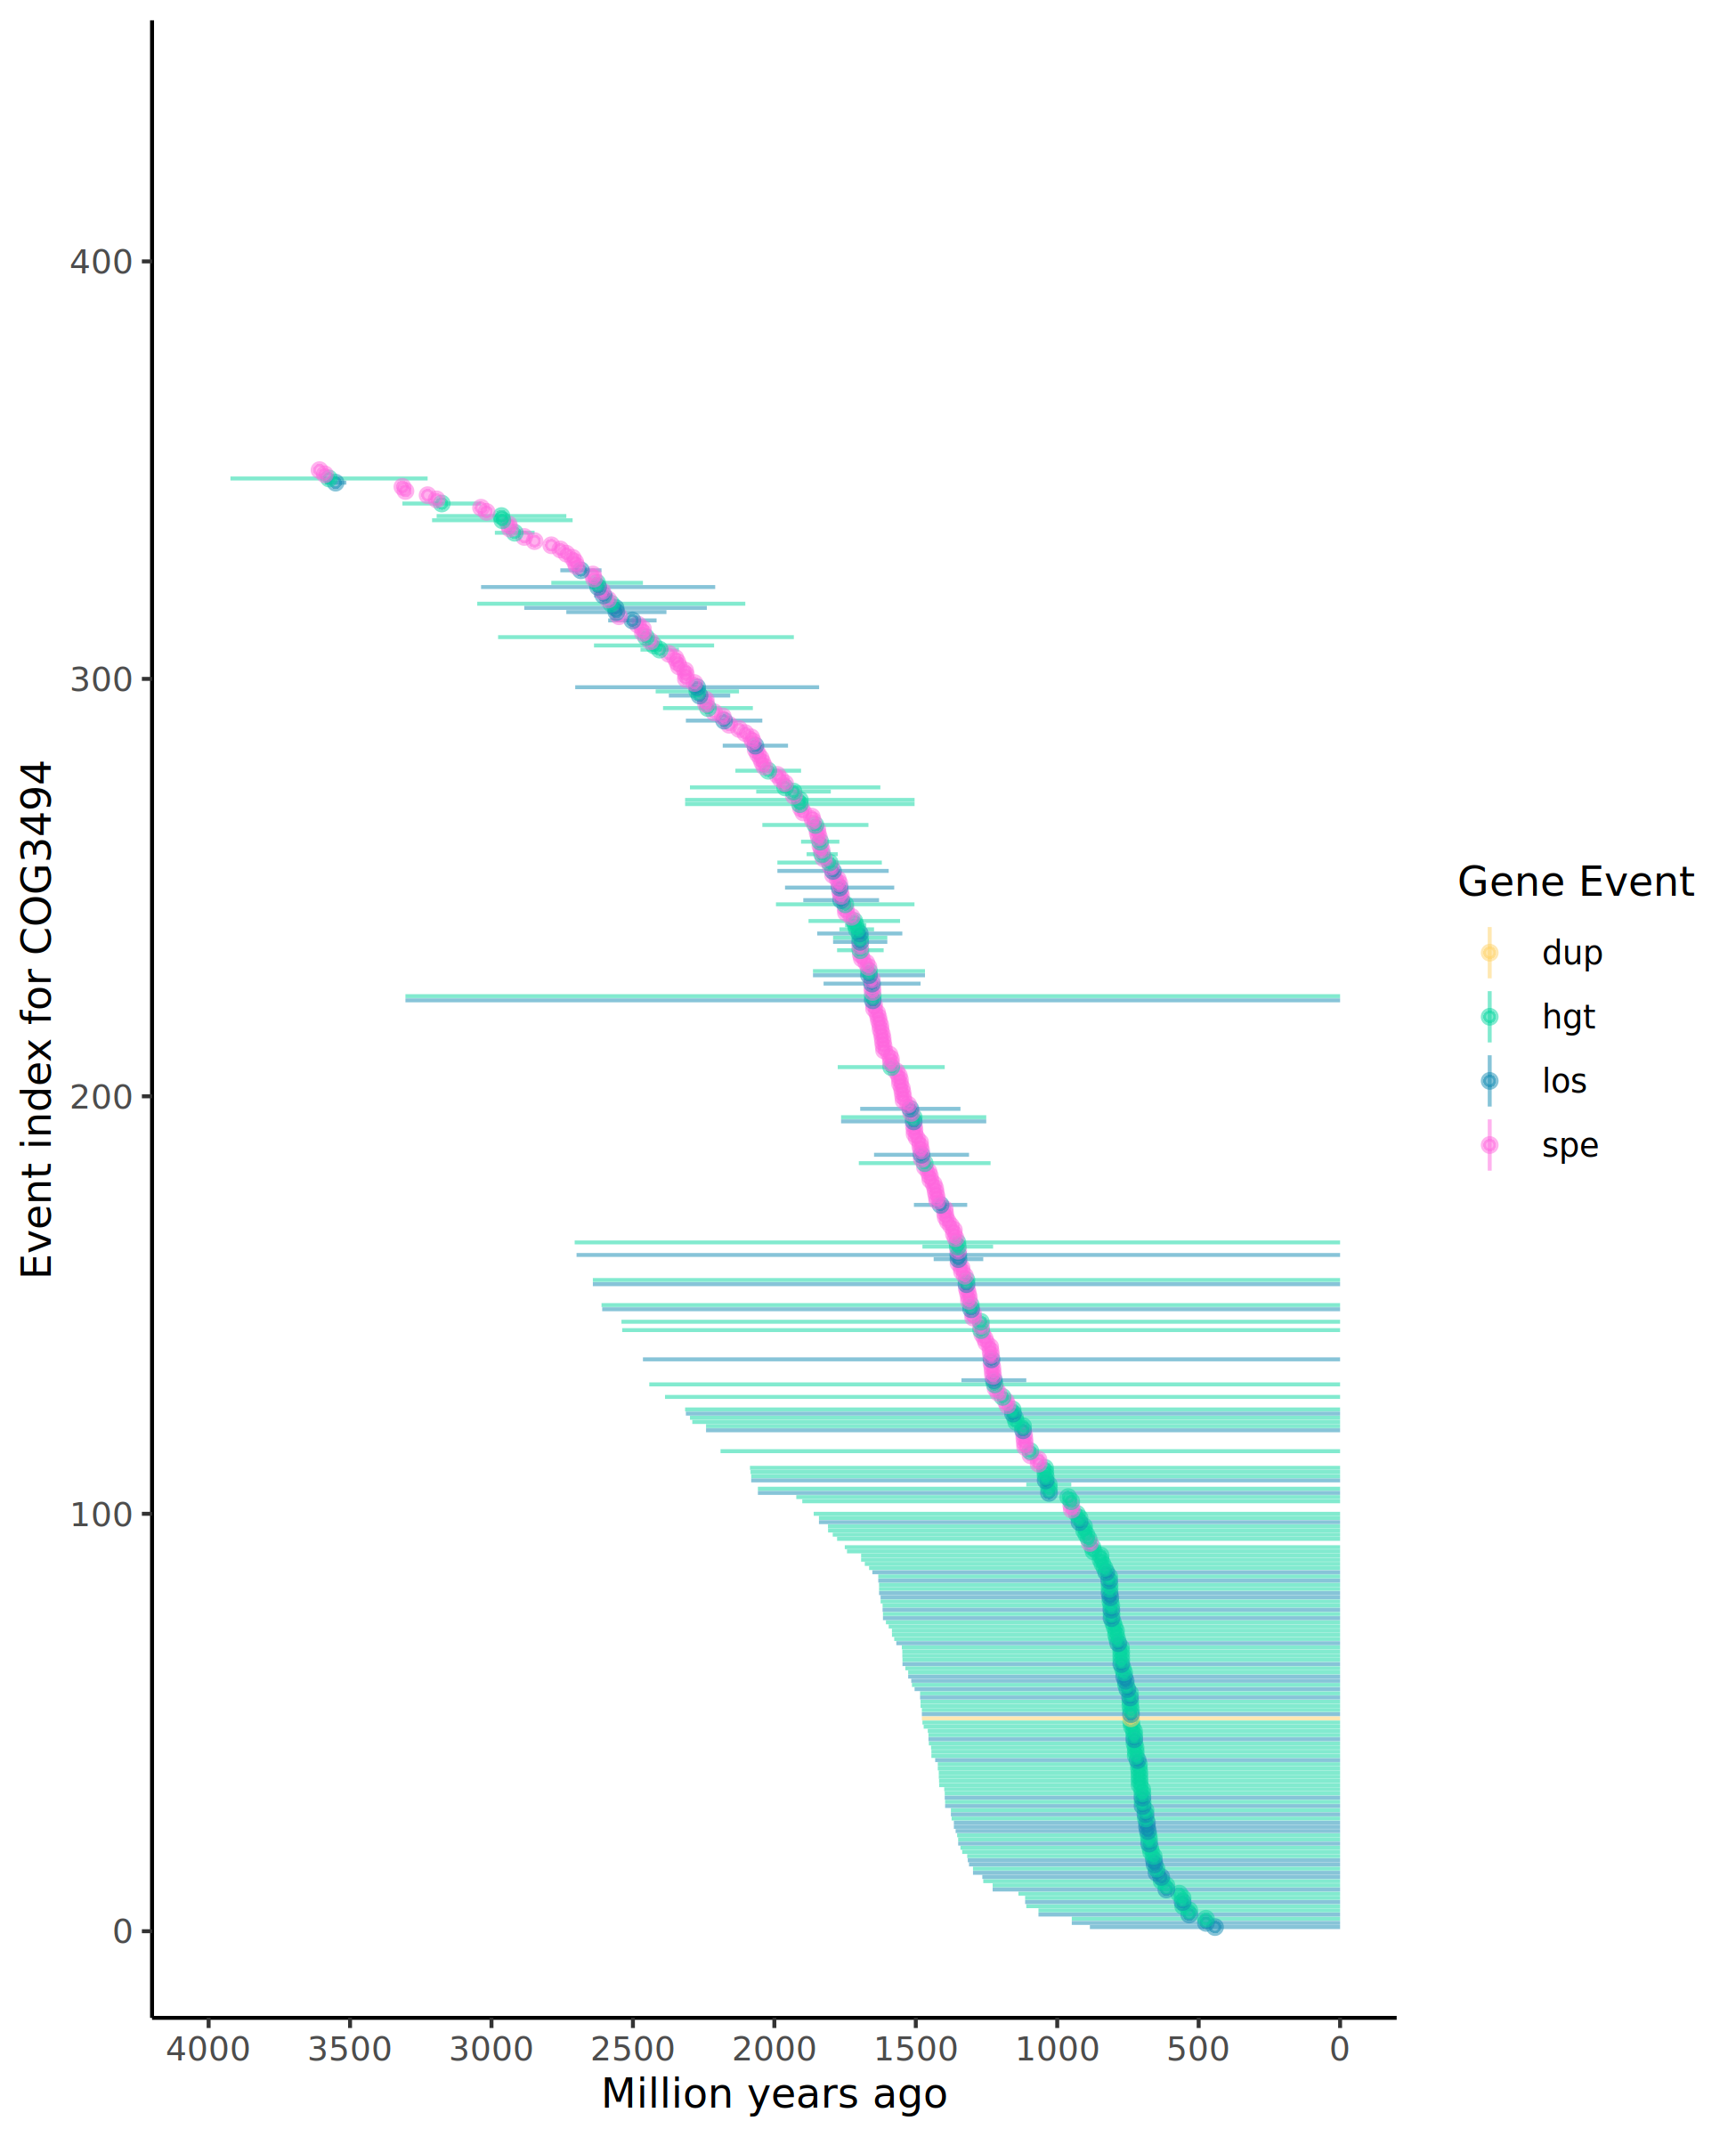 Event index for COG3494
400
300
200
100
0
4000 3500 3000 2500 2000 1500 1000 500 0
Million years ago
Gene Event
dup
hgt
los
spe